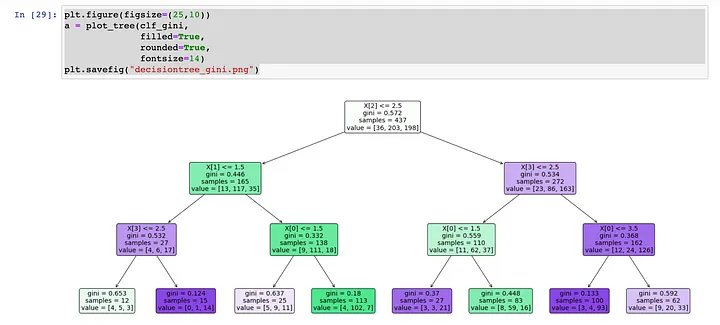 In [29]: plt.figure(figsize=(25,10))
a = plot_tree(clf_gini,
filled=True,
rounded=True,
fontsize=14)
plt.savefig("decisiontree_gini.png")
X[2] <= 2.5
gini = 0.572
samples = 437
value = [36, 203, 198]
X[1] <= 1.5
gini = 0.446
samples = 165
value = [13, 117, 35]
X[3] <= 2.5
gini = 0.534
samples = 272
value = [23, 86, 163]
X[3] <= 2.5
gini = 0.532
samples = 27
value = [4, 6, 17]
X[0] <= 1.5
gini = 0.332
samples = 138
value = [9, 111, 18]
X[0] <= 1.5
gini = 0.559
samples = 110
value = [11, 62, 37]
X[0] <= 3.5
gini = 0.368
samples = 162
value = [12, 24, 126]
gini = 0.653
samples = 12
value = [4, 5, 3]
gini = 0.124
samples = 15
value = [0, 1, 14]
gini = 0.637
samples = 25
value = [5, 9, 11]
gini = 0.18
samples = 113
value = [4, 102, 7]
gini = 0.37
samples = 27
value = [3, 3, 21]
gini = 0.448
samples = 83
value = [8, 59, 16]
gini = 0.133
samples = 100
value = [3, 4, 93]
gini = 0.592
samples = 62
value = [9, 20, 33]